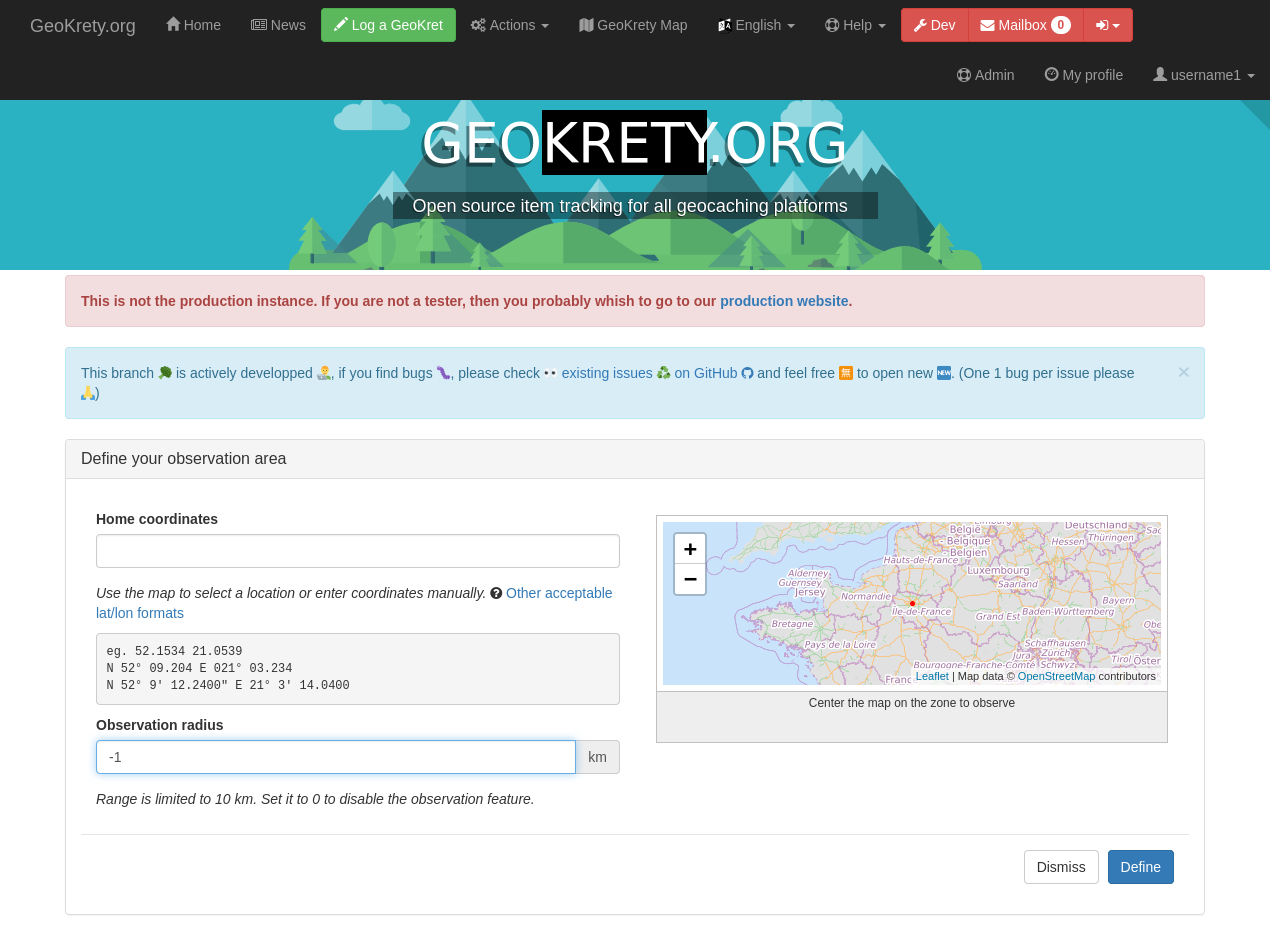 GeoKrety.org Home News Log a GeoKret Actions GeoKrety Map English Help Dev Mailbox 0
Admin My profile username1
GEOKRETY.ORG
Open source item tracking for all geocaching platforms
This is not the production instance. If you are not a tester, then you probably whish to go to our production website.
This branch 🥦 is actively developped 👨‍🔬, if you find bugs 🐛, please check 👀 existing issues ♻ on GitHub and feel free 🈚 to open new 🆕. (One 1 bug per issue please
🙏)
×
Define your observation area
Home coordinates
Use the map to select a location or enter coordinates manually. Other acceptable
lat/lon formats
eg. 52.1534 21.0539
N 52° 09.204 E 021° 03.234
N 52° 9' 12.2400" E 21° 3' 14.0400
Observation radius
-1 km
Range is limited to 10 km. Set it to 0 to disable the observation feature.
+
−
Limburg
België
- Belgique
- Belgien
Deutschland
Hessen
Thüringen
Hauts-de-France
Luxembourg
Saarland
Alderney
Guernsey
Jersey
Normandie
Île-de-France
Bayern
Grand Est
Baden-Württemberg
Bretagne
Pays de la Loire
Schaffhausen
Jura
Zürich
Schwyz
Tirol
Öster
Bourgogne-Franche-Comté
Leaflet | Map data © OpenStreetMap contributors
Center the map on the zone to observe
Dismiss Define